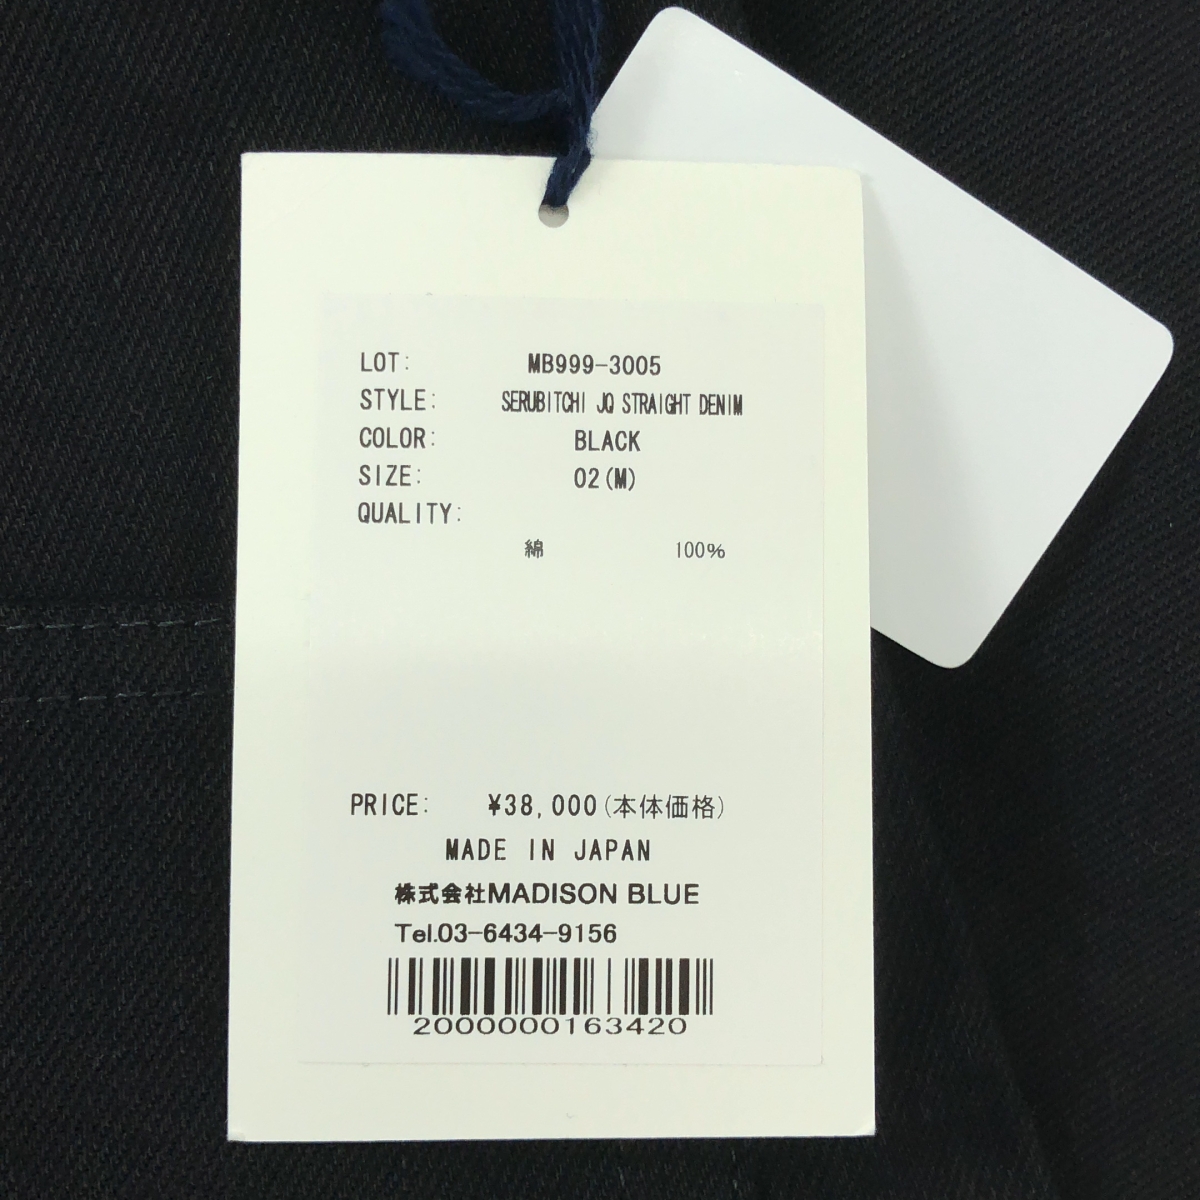 LOT: MB999-3005
STYLE: SERUBITCHI JQ STRAIGHT DENIM
COLOR: BLACK
SIZE: 02(M)
QUALITY:
綿 100%
PRICE: ¥38,000(本体価格)
MADE IN JAPAN
株式会社MADISON BLUE
Tel.03-6434-9156
2000000163420